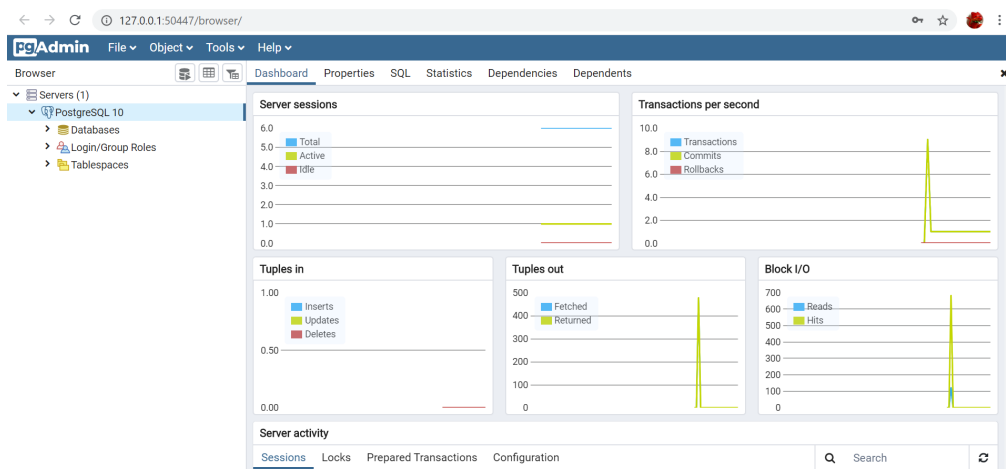 127.0.0.1:50447/browser/
pgAdmin File Object Tools Help
Browser
Dashboard Properties SQL Statistics Dependencies Dependents
Servers (1)
PostgreSQL 10
Databases
Login/Group Roles
Tablespaces
Server sessions
6.0
5.0
4.0
3.0
2.0
1.0
0.0
Total
Active
Idle
Transactions per second
10.0
8.0
6.0
4.0
2.0
0.0
Transactions
Commits
Rollbacks
Tuples in
1.00
0.50
0.00
Inserts
Updates
Deletes
Tuples out
500
400
300
200
100
0
Fetched
Returned
Block I/O
700
600
500
400
300
200
100
0
Reads
Hits
Server activity
Sessions Locks Prepared Transactions Configuration
Search